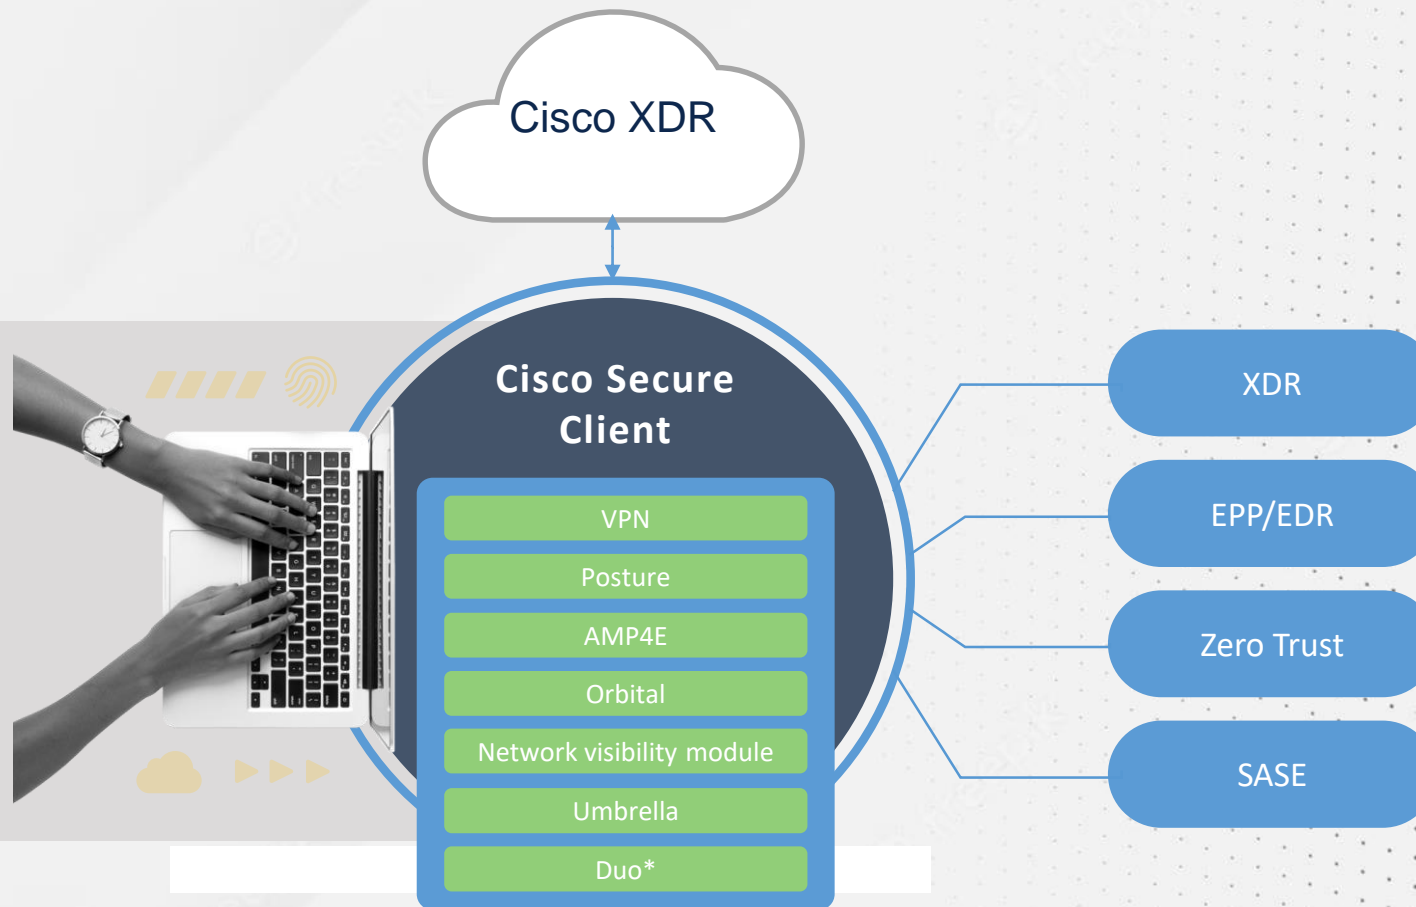 Cisco XDR
Cisco Secure
Client
VPN
Posture
AMP4E
Orbital
Network visibility module
Umbrella
Duo*
XDR
EPP/EDR
Zero Trust
SASE